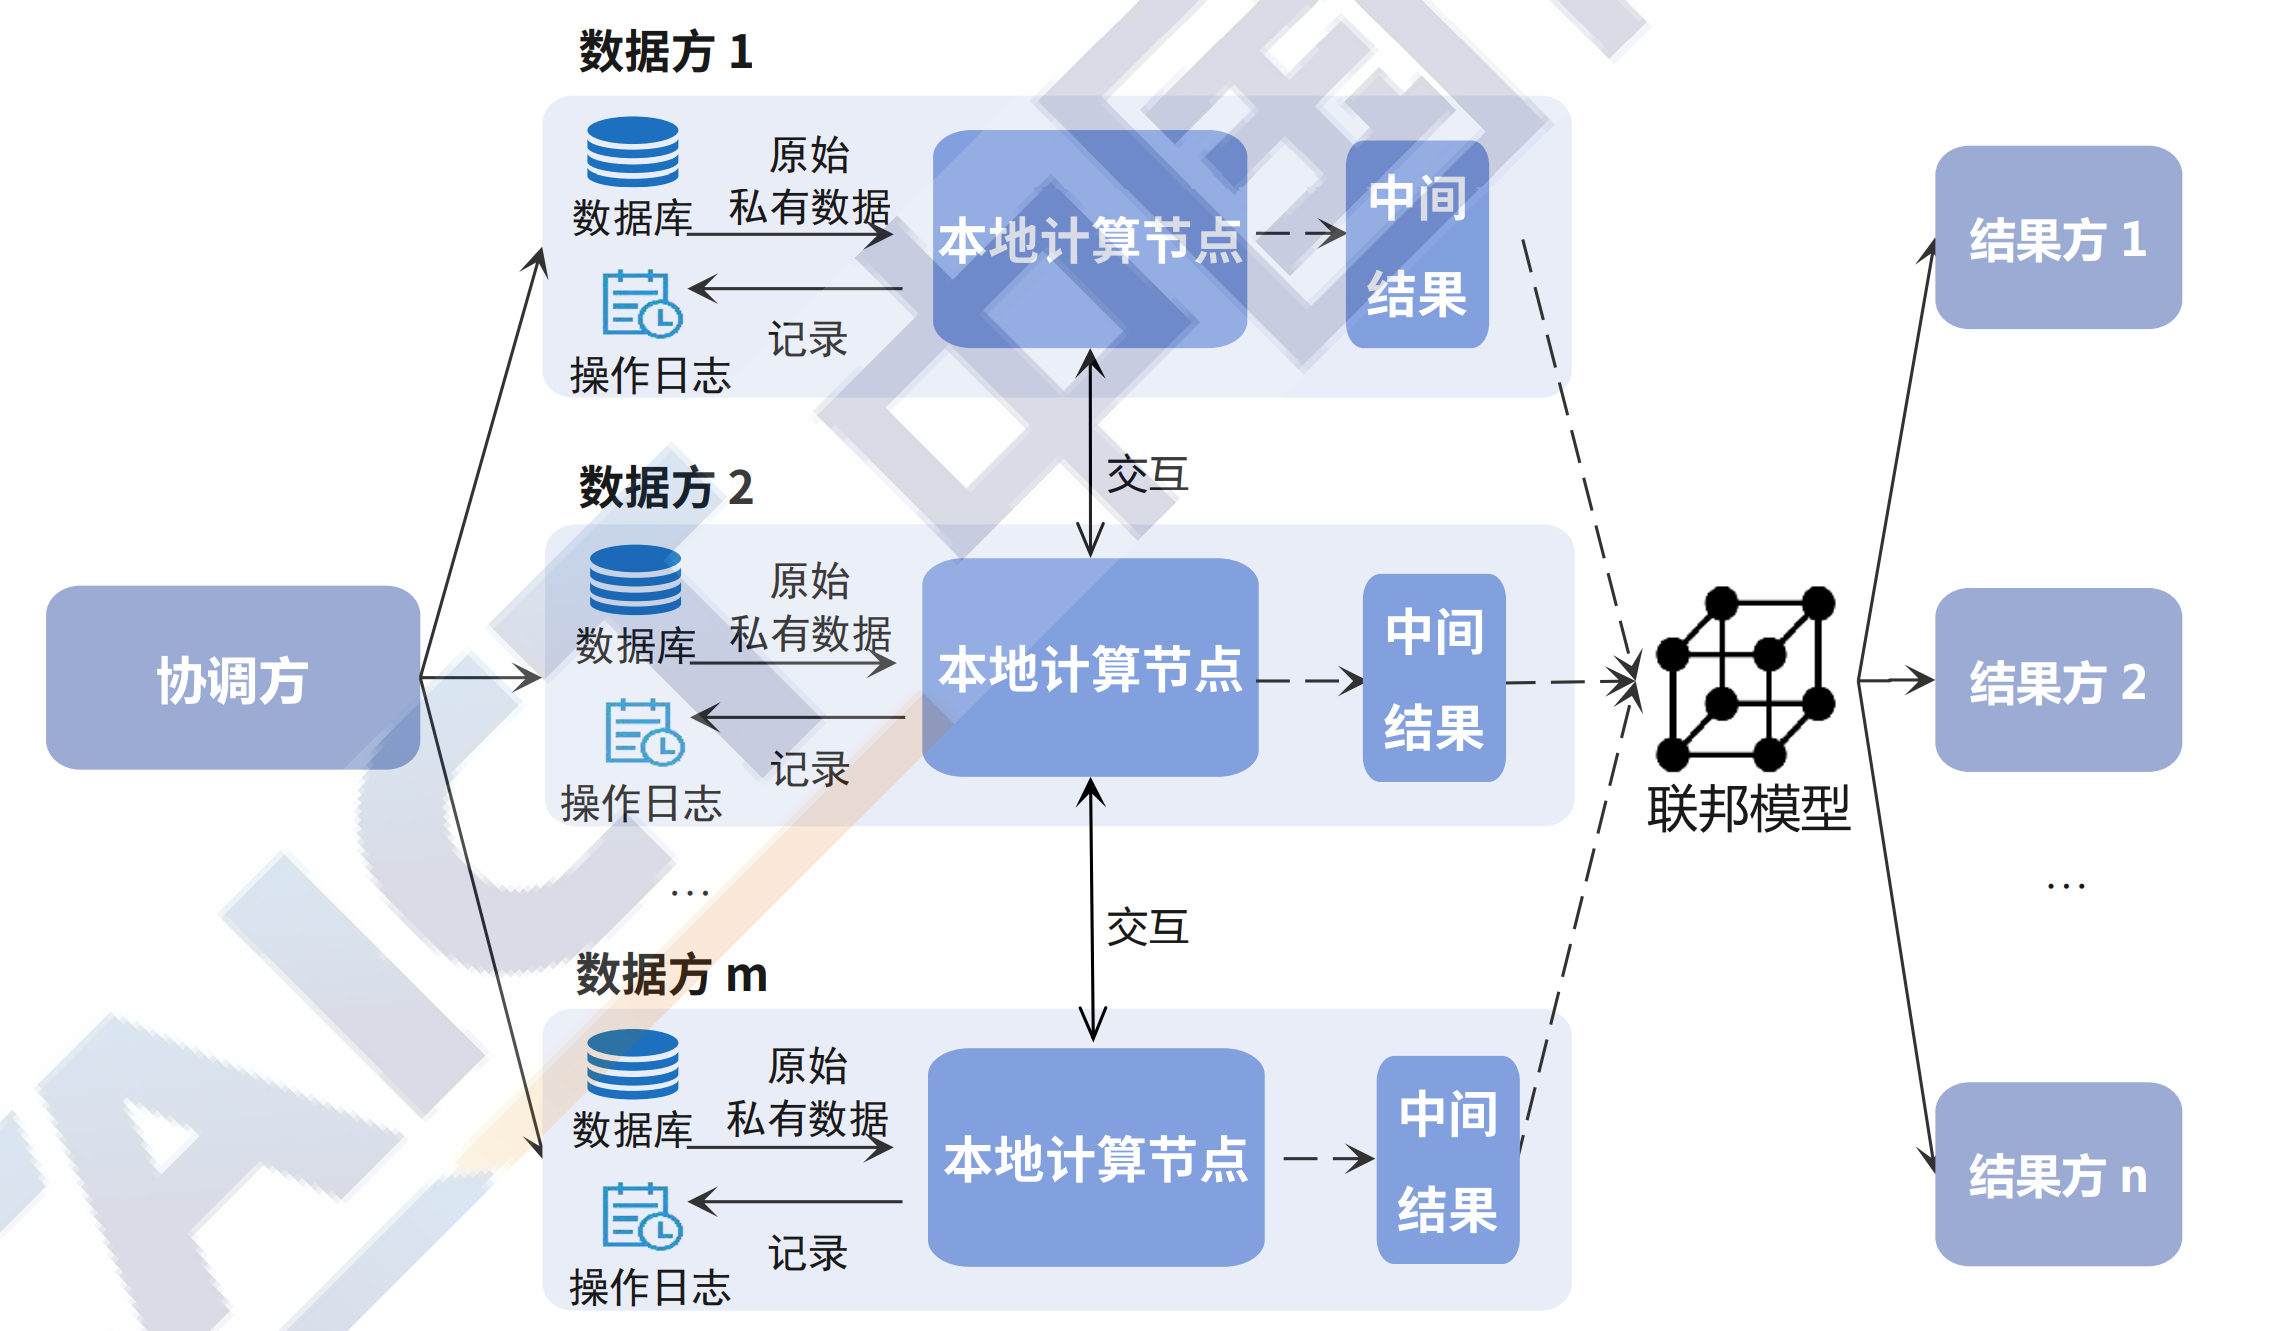 数据方 1
数据库
原始
私有数据
操作日志
记录
本地计算节点
中间
结果
交互
数据方 2
数据库
原始
私有数据
操作日志
记录
本地计算节点
中间
结果
…
交互
数据方 m
数据库
原始
私有数据
操作日志
记录
本地计算节点
中间
结果
协调方
联邦模型
结果方 1
结果方 2
…
结果方 n
AICT